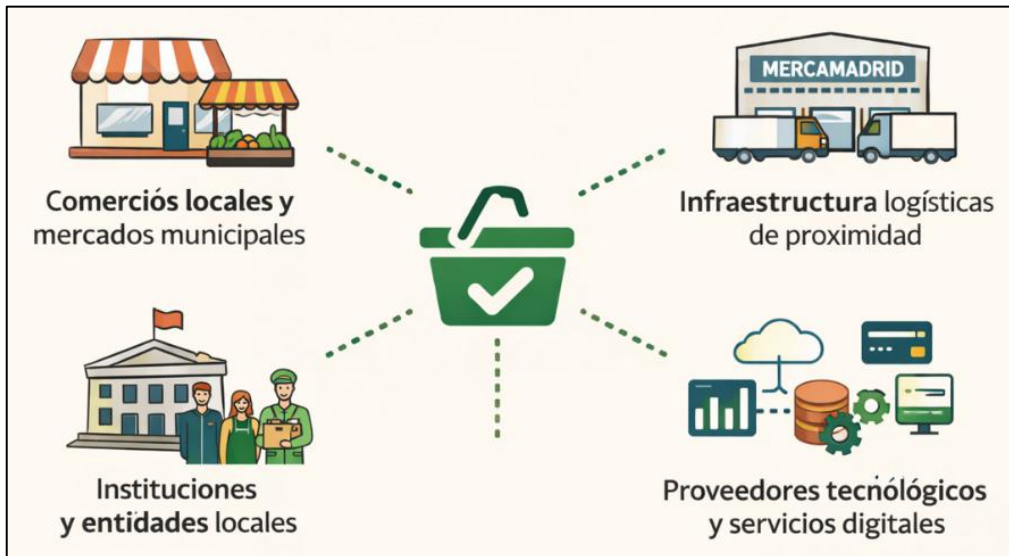 Comerciós locales y
mercados municipales
MERCAMADRID
Infraestructura logísticas
de proximidad
Instituciones
y entidades locales
Proveedores tecnológicos
y servicios digitales